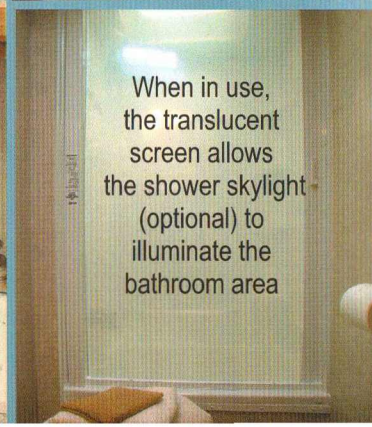 When in use,
the translucent
screen allows
the shower skylight
(optional) to
illuminate the
bathroom area